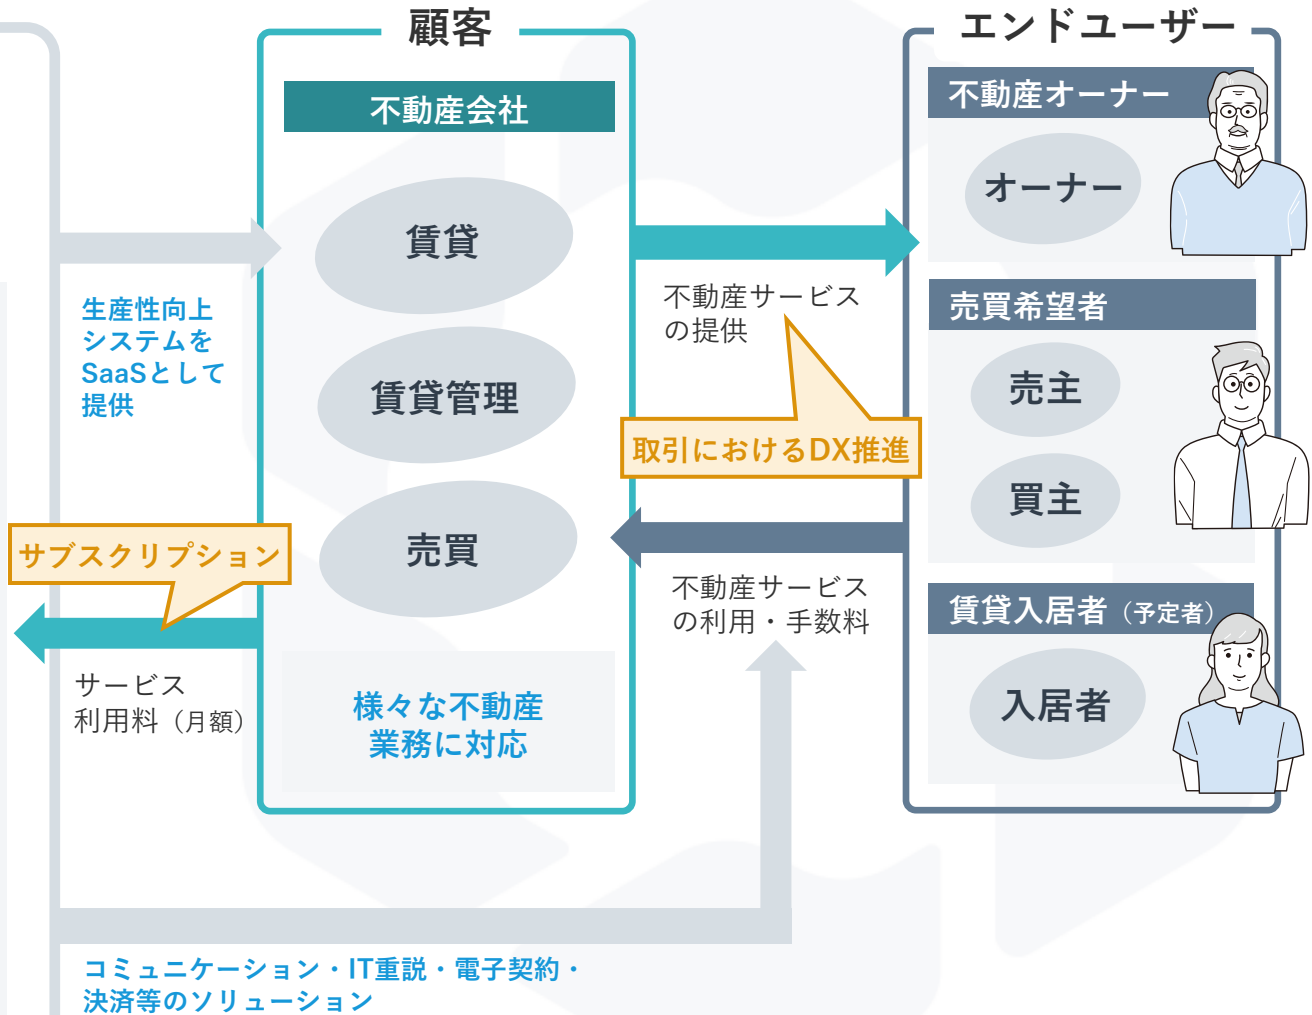 顧客
不動産会社
賃貸
賃貸管理
売買
様々な不動産
業務に対応
生産性向上
システムを
SaaSとして
提供
サブスクリプション
サービス
利用料（月額）
不動産サービス
の提供
取引におけるDX推進
不動産サービス
の利用・手数料
コミュニケーション・IT重説・電子契約・
決済等のソリューション
エンドユーザー
不動産オーナー
オーナー
売買希望者
売主
買主
賃貸入居者（予定者）
入居者